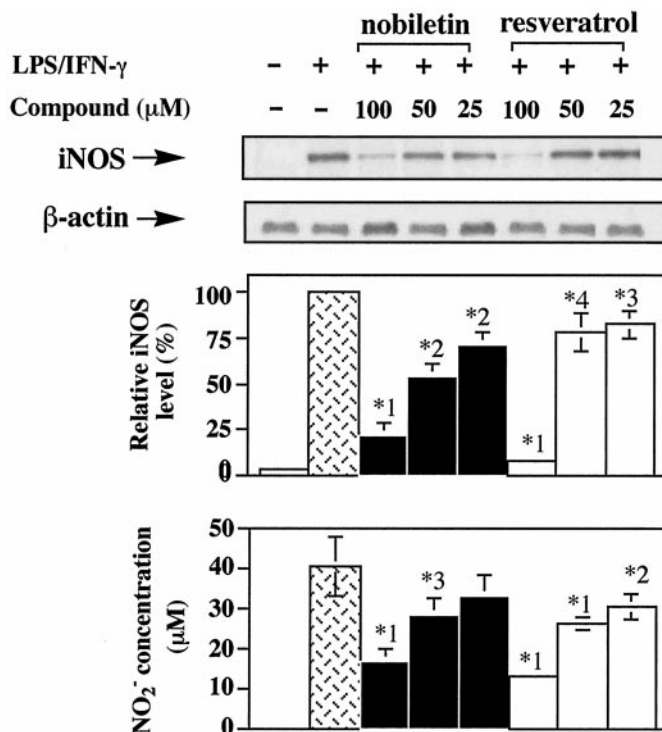 nobiletin resveratrol
LPS/IFN-γ – + + + + + + +
Compound (μM) – – 100 50 25 100 50 25
iNOS
β-actin
Relative iNOS
level (%)
100
75
50
25
0
*1
*2
*2
*1
*4
*3
NO₂⁻ concentration
(μM)
50
40
30
20
10
0
*1
*3
*1
*1
*2